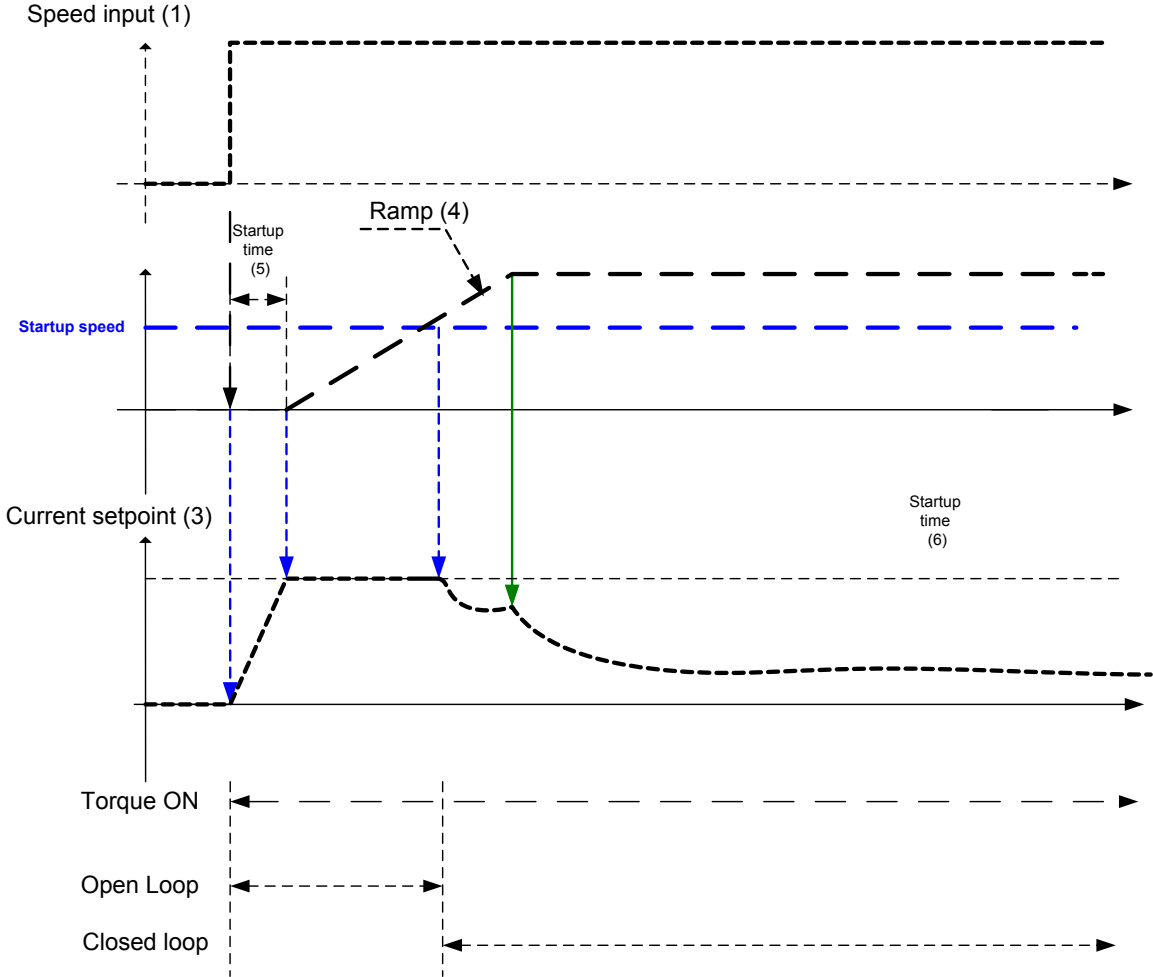 Speed input (1)
Ramp (4)
Startup
time
(5)
Startup speed
Current setpoint (3)
Startup
time
(6)
Torque ON
Open Loop
Closed loop